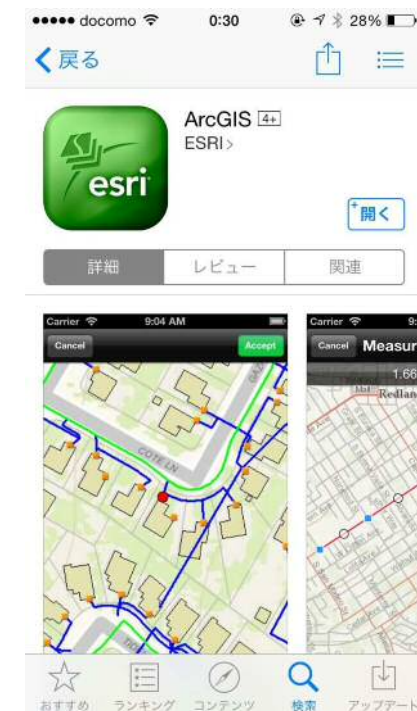 docomo 0:30 28%
戻る
esri
ArcGIS 4+
ESRI >
+開く
詳細 レビュー 関連
Carrier 9:04 AM
Cancel Accept
COTE LN
Carrier 9:
Cancel Measur
1.66
Redlan
おすすめ ランキング コンテンツ 検索 アップデート